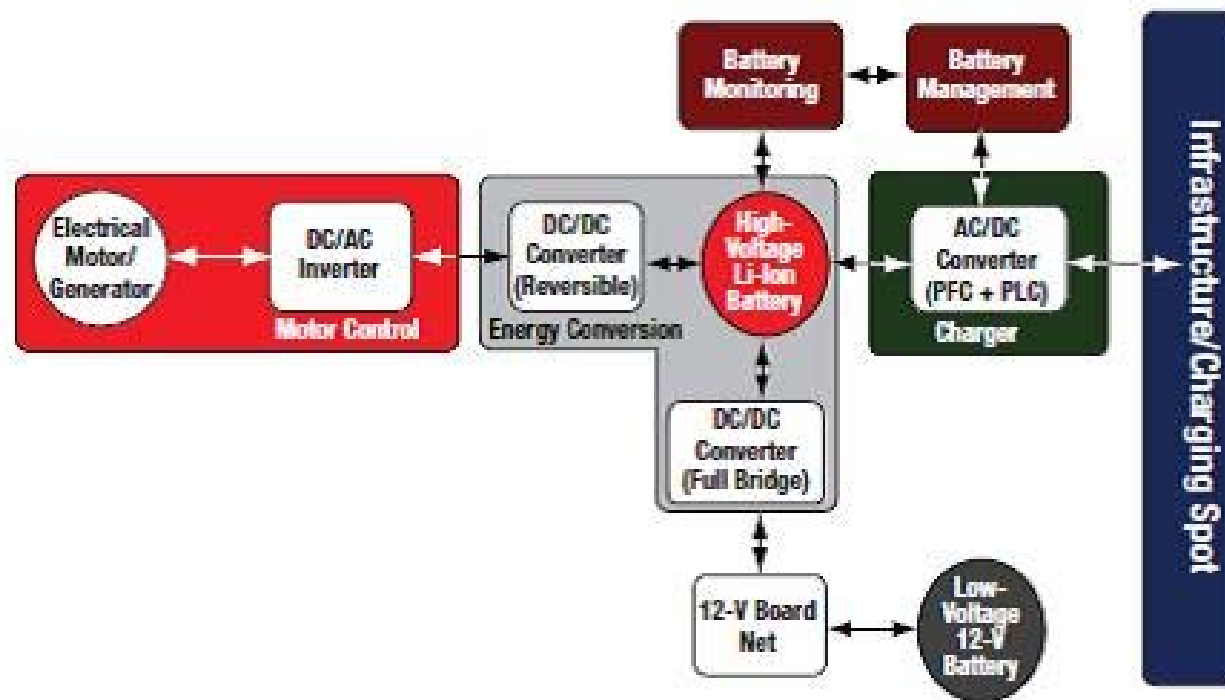 Battery
Monitoring
Battery
Management
Electrical
Motor/
Generator
DC/AC
Inverter
Motor Control
DC/DC
Converter
(Reversible)
Energy Conversion
High-
Voltage
Li-Ion
Battery
AC/DC
Converter
(PFC + PLC)
Charger
DC/DC
Converter
(Full Bridge)
12-V Board
Net
Low-
Voltage
12-V
Battery
Infrastructure/Charging Spot